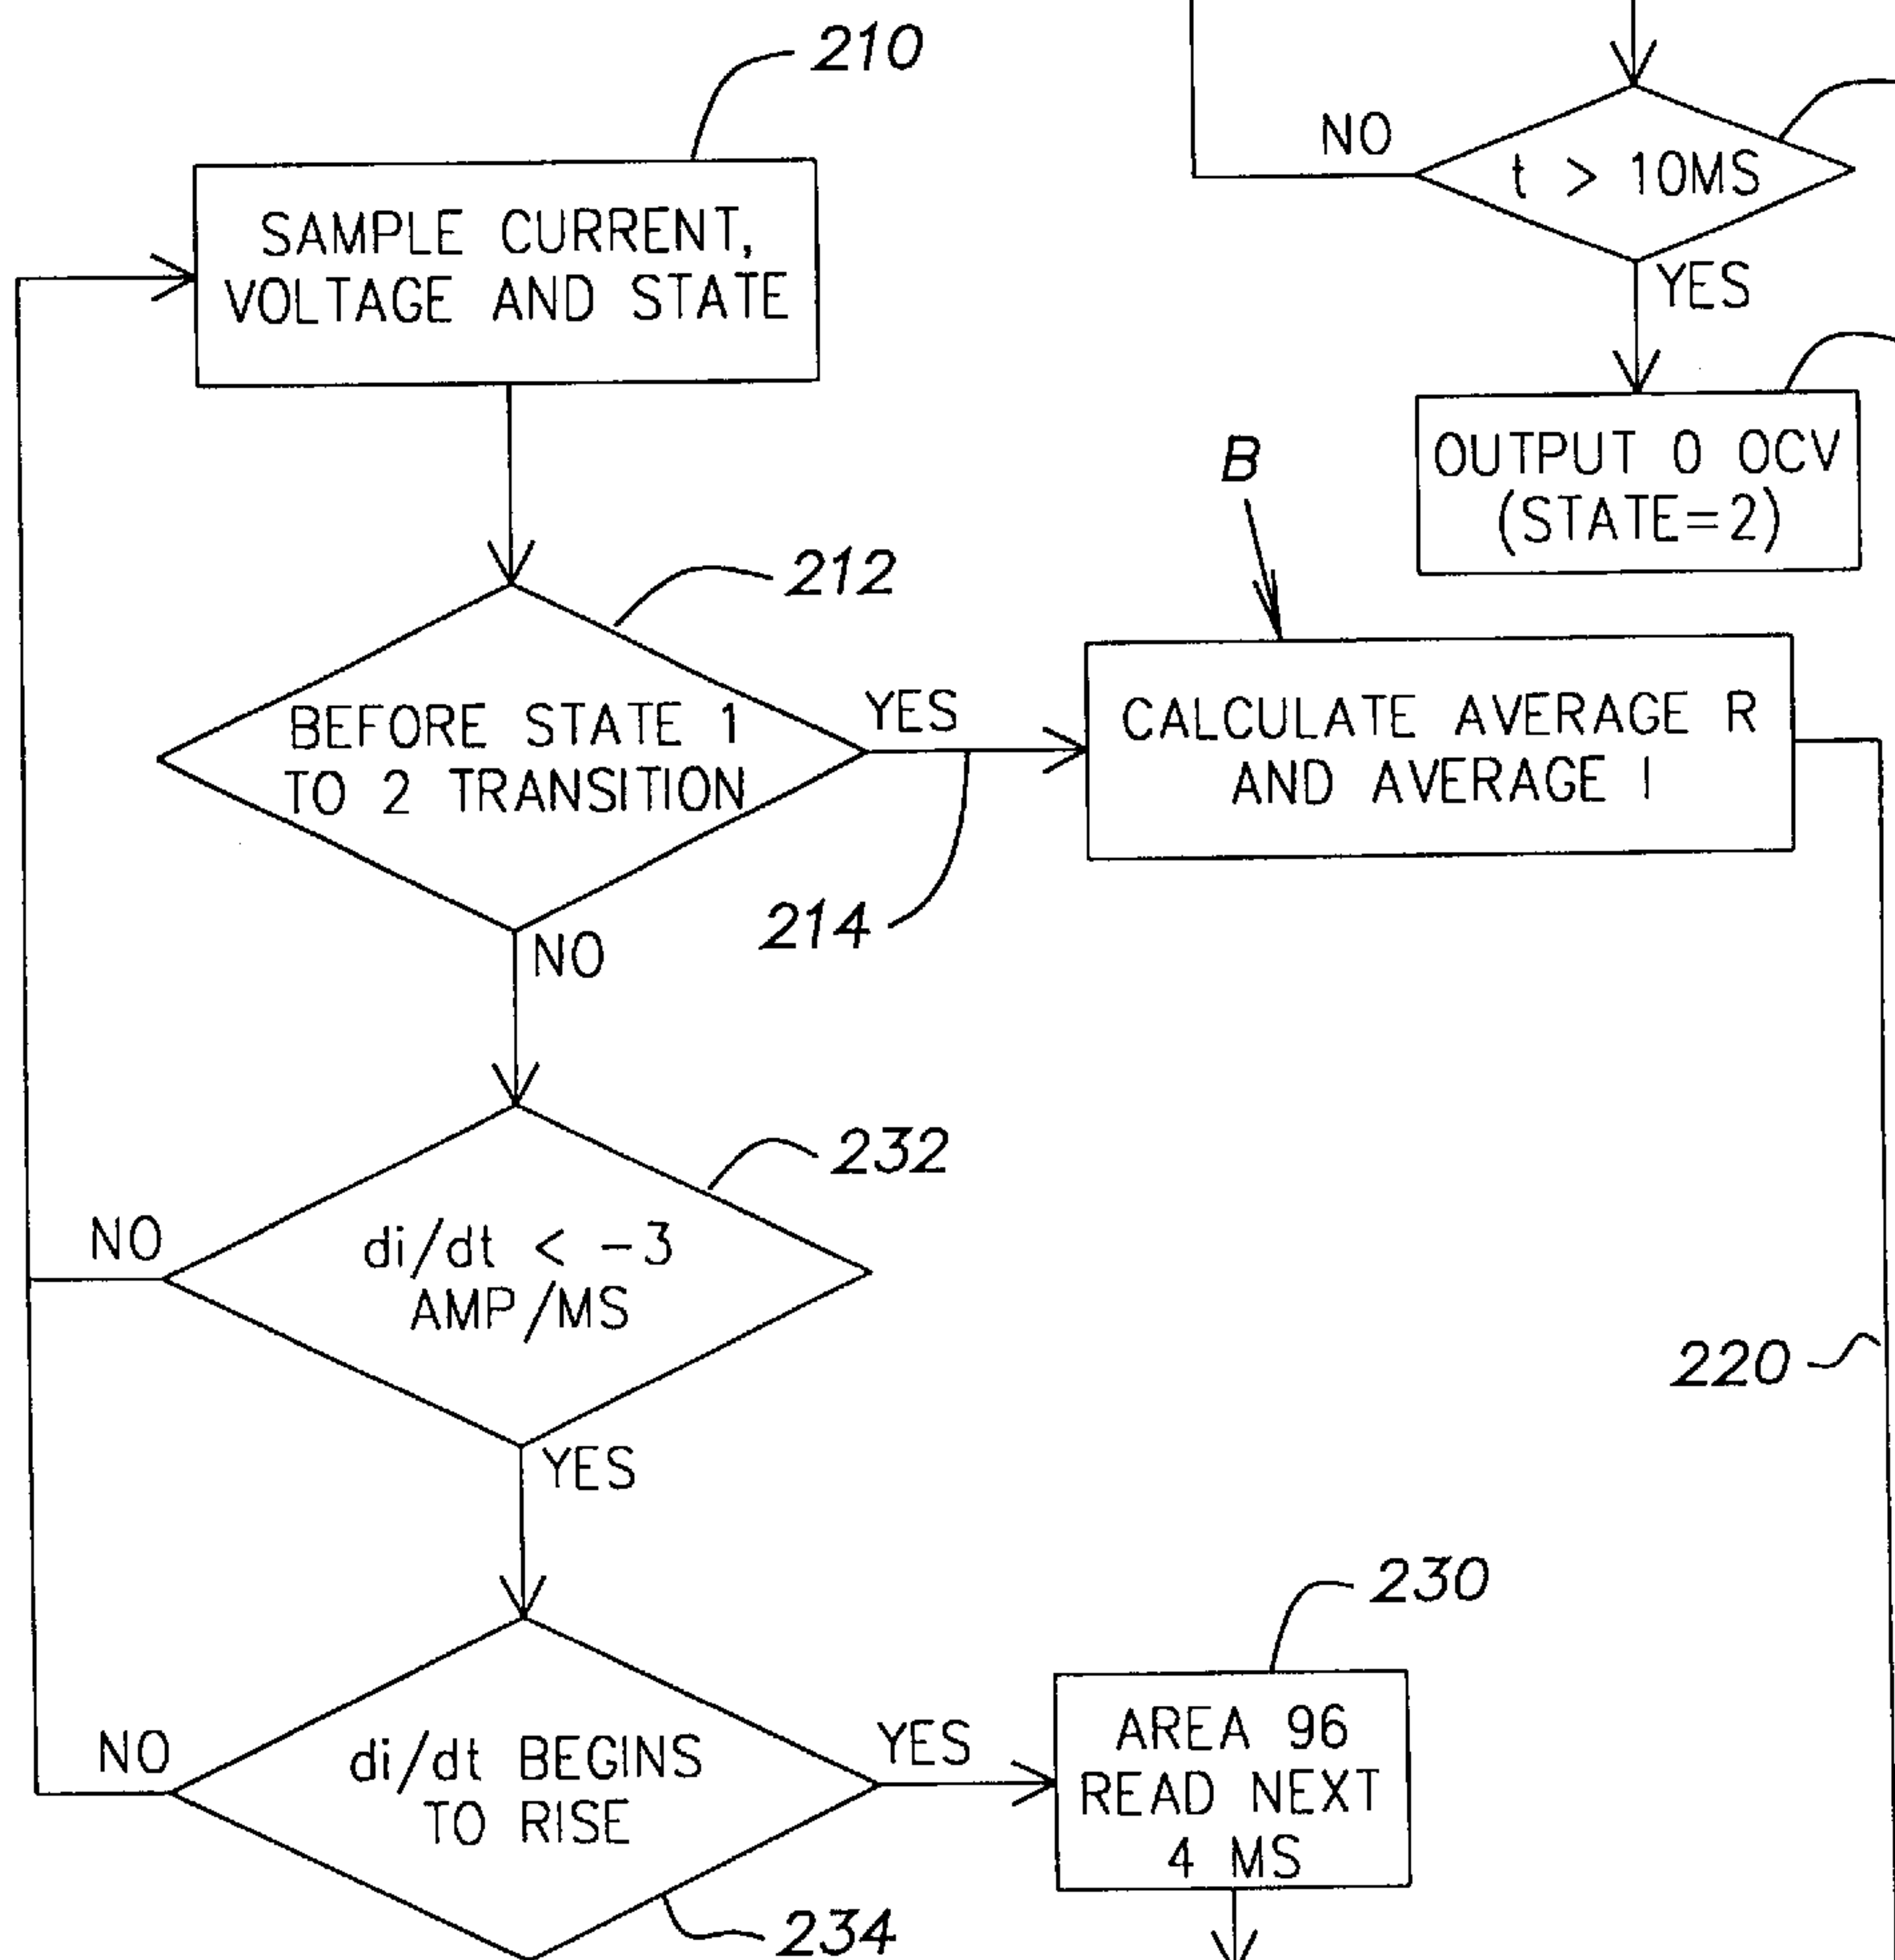 210
SAMPLE CURRENT,
VOLTAGE AND STATE
NO
t > 10MS
YES
OUTPUT 0 OCV
(STATE=2)
B
212
BEFORE STATE 1
TO 2 TRANSITION
YES
214
CALCULATE AVERAGE R
AND AVERAGE I
NO
232
di/dt < -3
AMP/MS
NO
YES
220
230
di/dt BEGINS
TO RISE
NO
YES
AREA 96
READ NEXT
4 MS
234